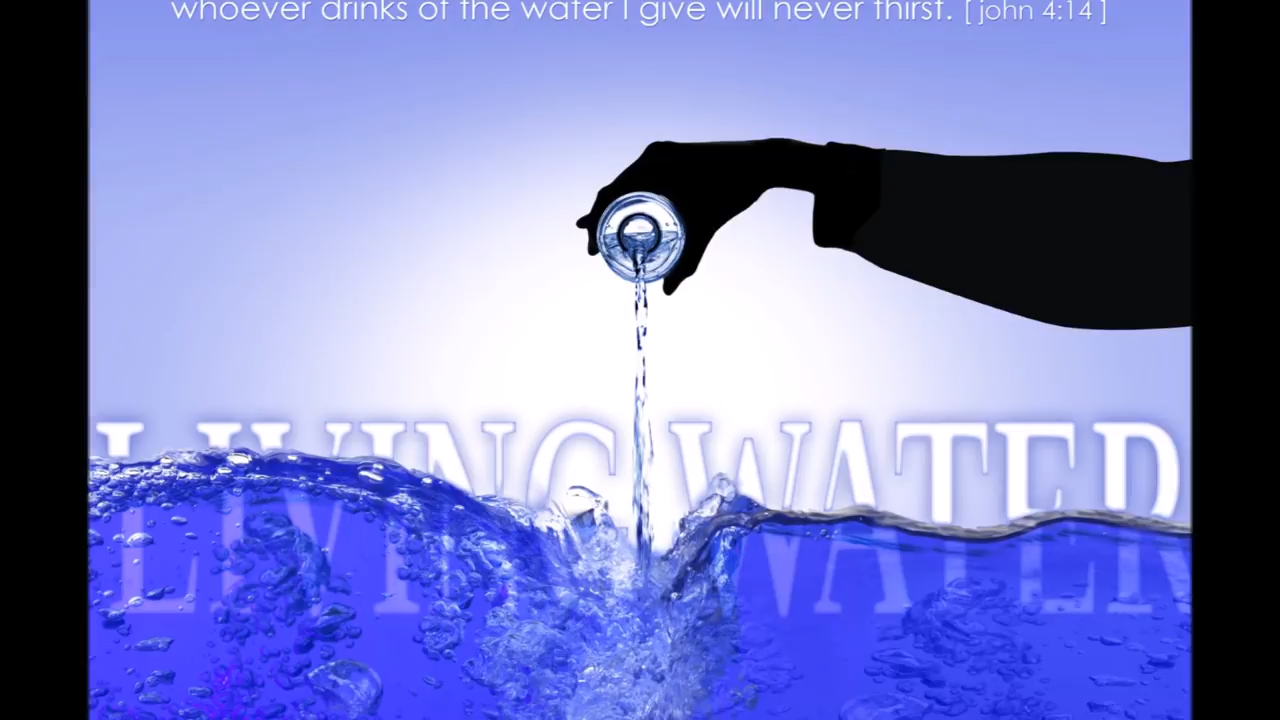 whoever drinks of the water I give will never thirst. [ john 4:14 ]
LIVING WATER